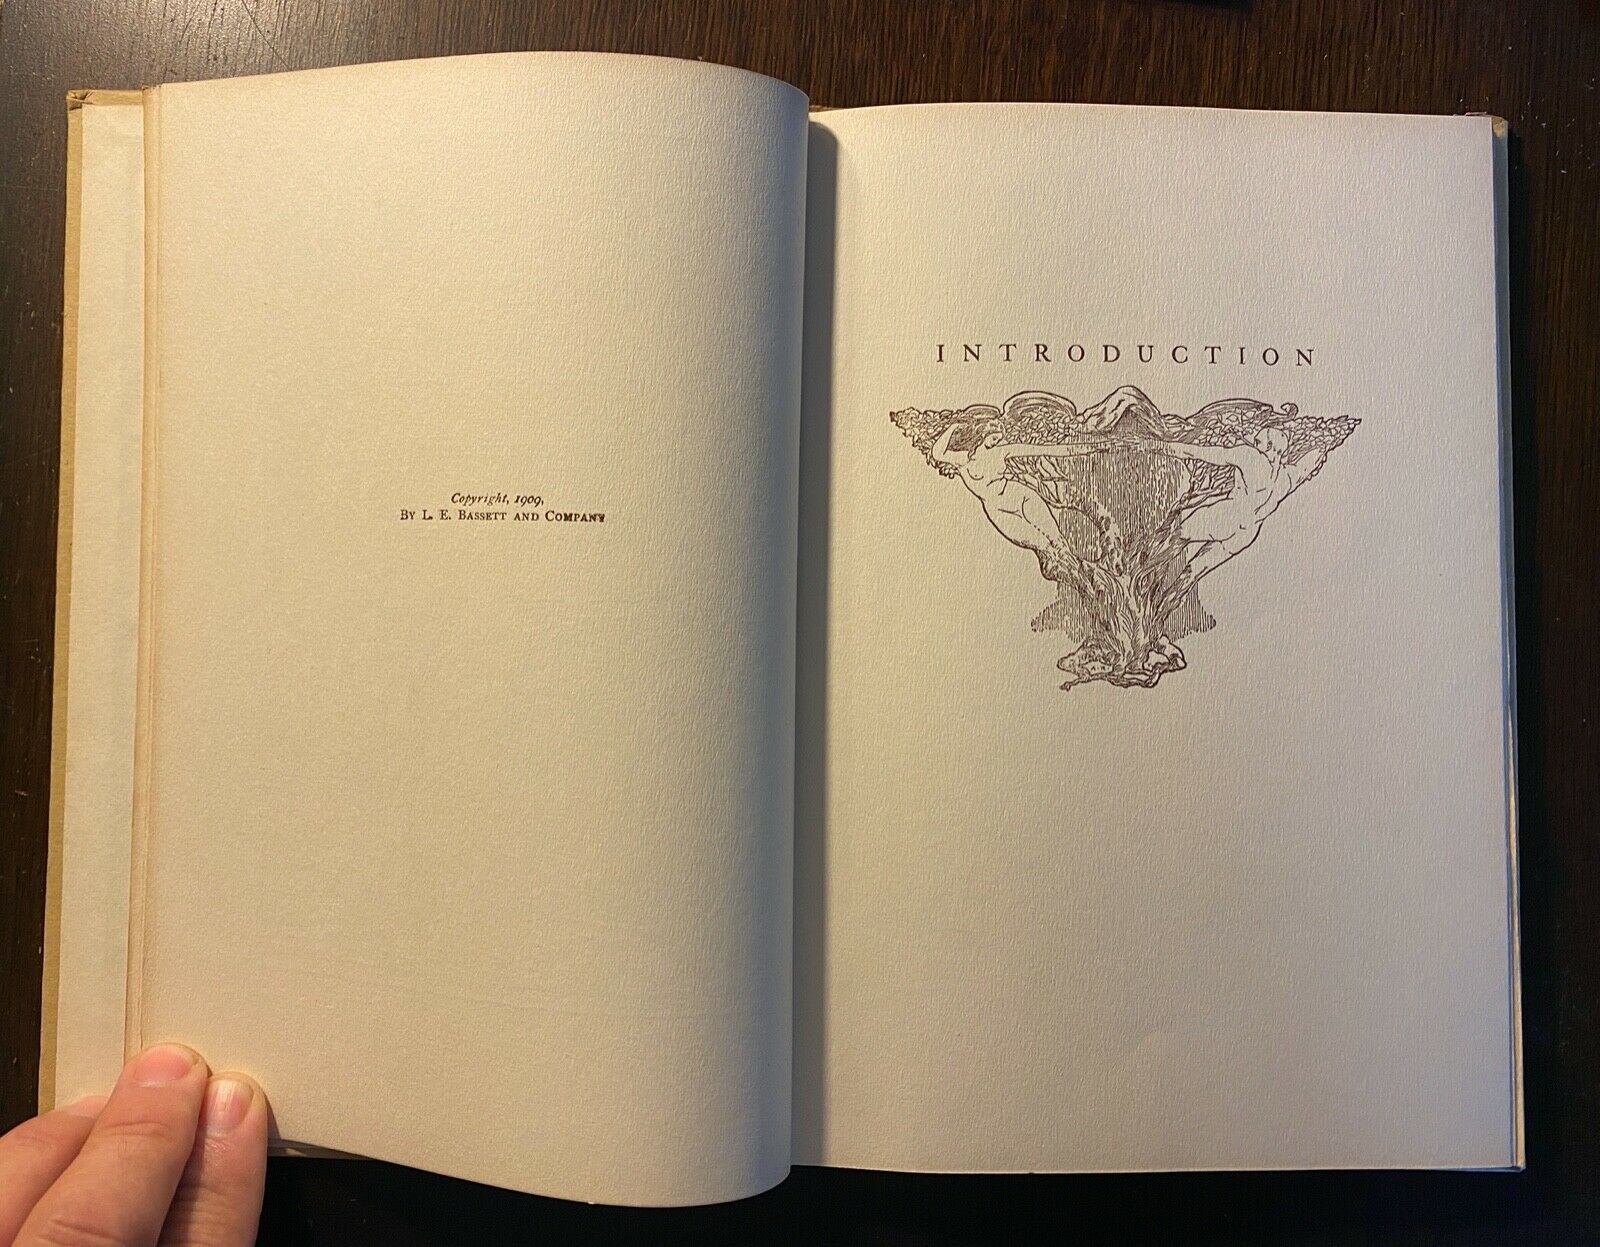 Copyright, 1909,
BY L. E. BASSETT AND COMPANY
INTRODUCTION